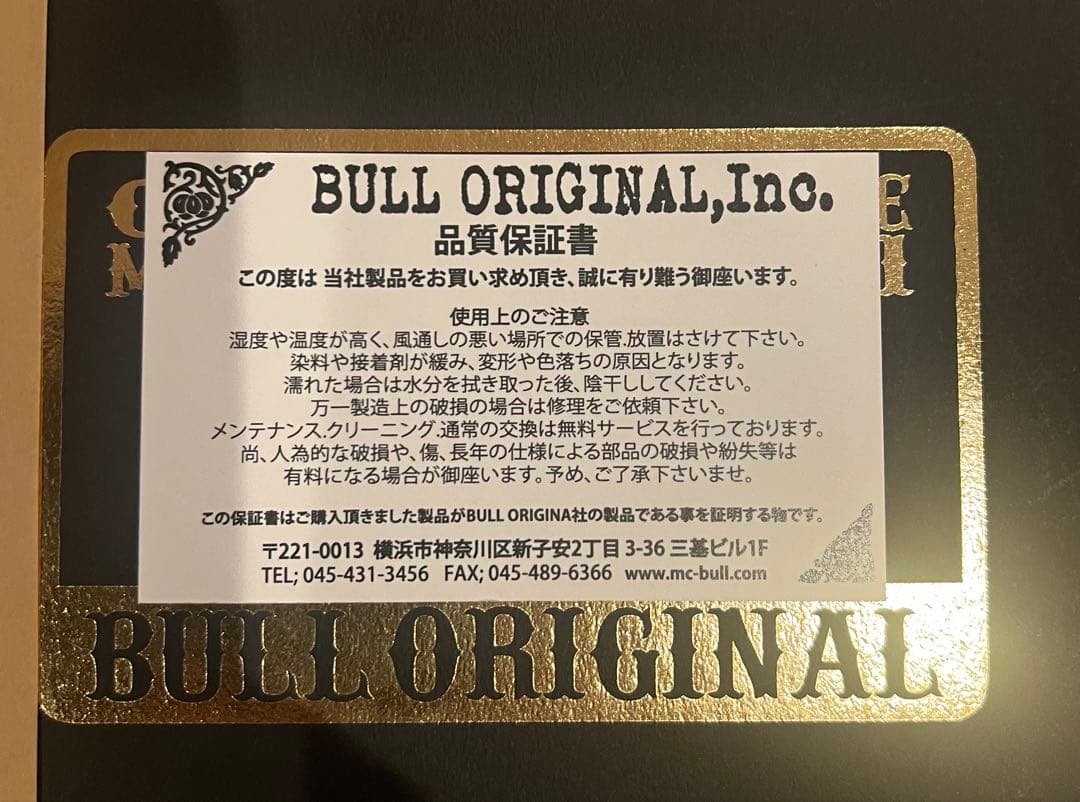 BULL ORIGINAL,Inc.
品質保証書
この度は 当社製品をお買い求め頂き、誠に有り難う御座います。
使用上のご注意
湿度や温度が高く、風通しの悪い場所での保管.放置はさけて下さい。
染料や接着剤が緩み、変形や色落ちの原因となります。
濡れた場合は水分を拭き取った後、陰干ししてください。
万一製造上の破損の場合は修理をご依頼下さい。
メンテナンス.クリーニング.通常の交換は無料サービスを行っております。
尚、人為的な破損や、傷、長年の仕様による部品の破損や紛失等は
有料になる場合が御座います。予め、ご了承下さいませ。
この保証書はご購入頂きました製品がBULL ORIGINA社の製品である事を証明する物です。
〒221-0013 横浜市神奈川区新子安2丁目 3-36 三基ビル1F
TEL; 045-431-3456 FAX; 045-489-6366 www.mc-bull.com
BULL ORIGINAL